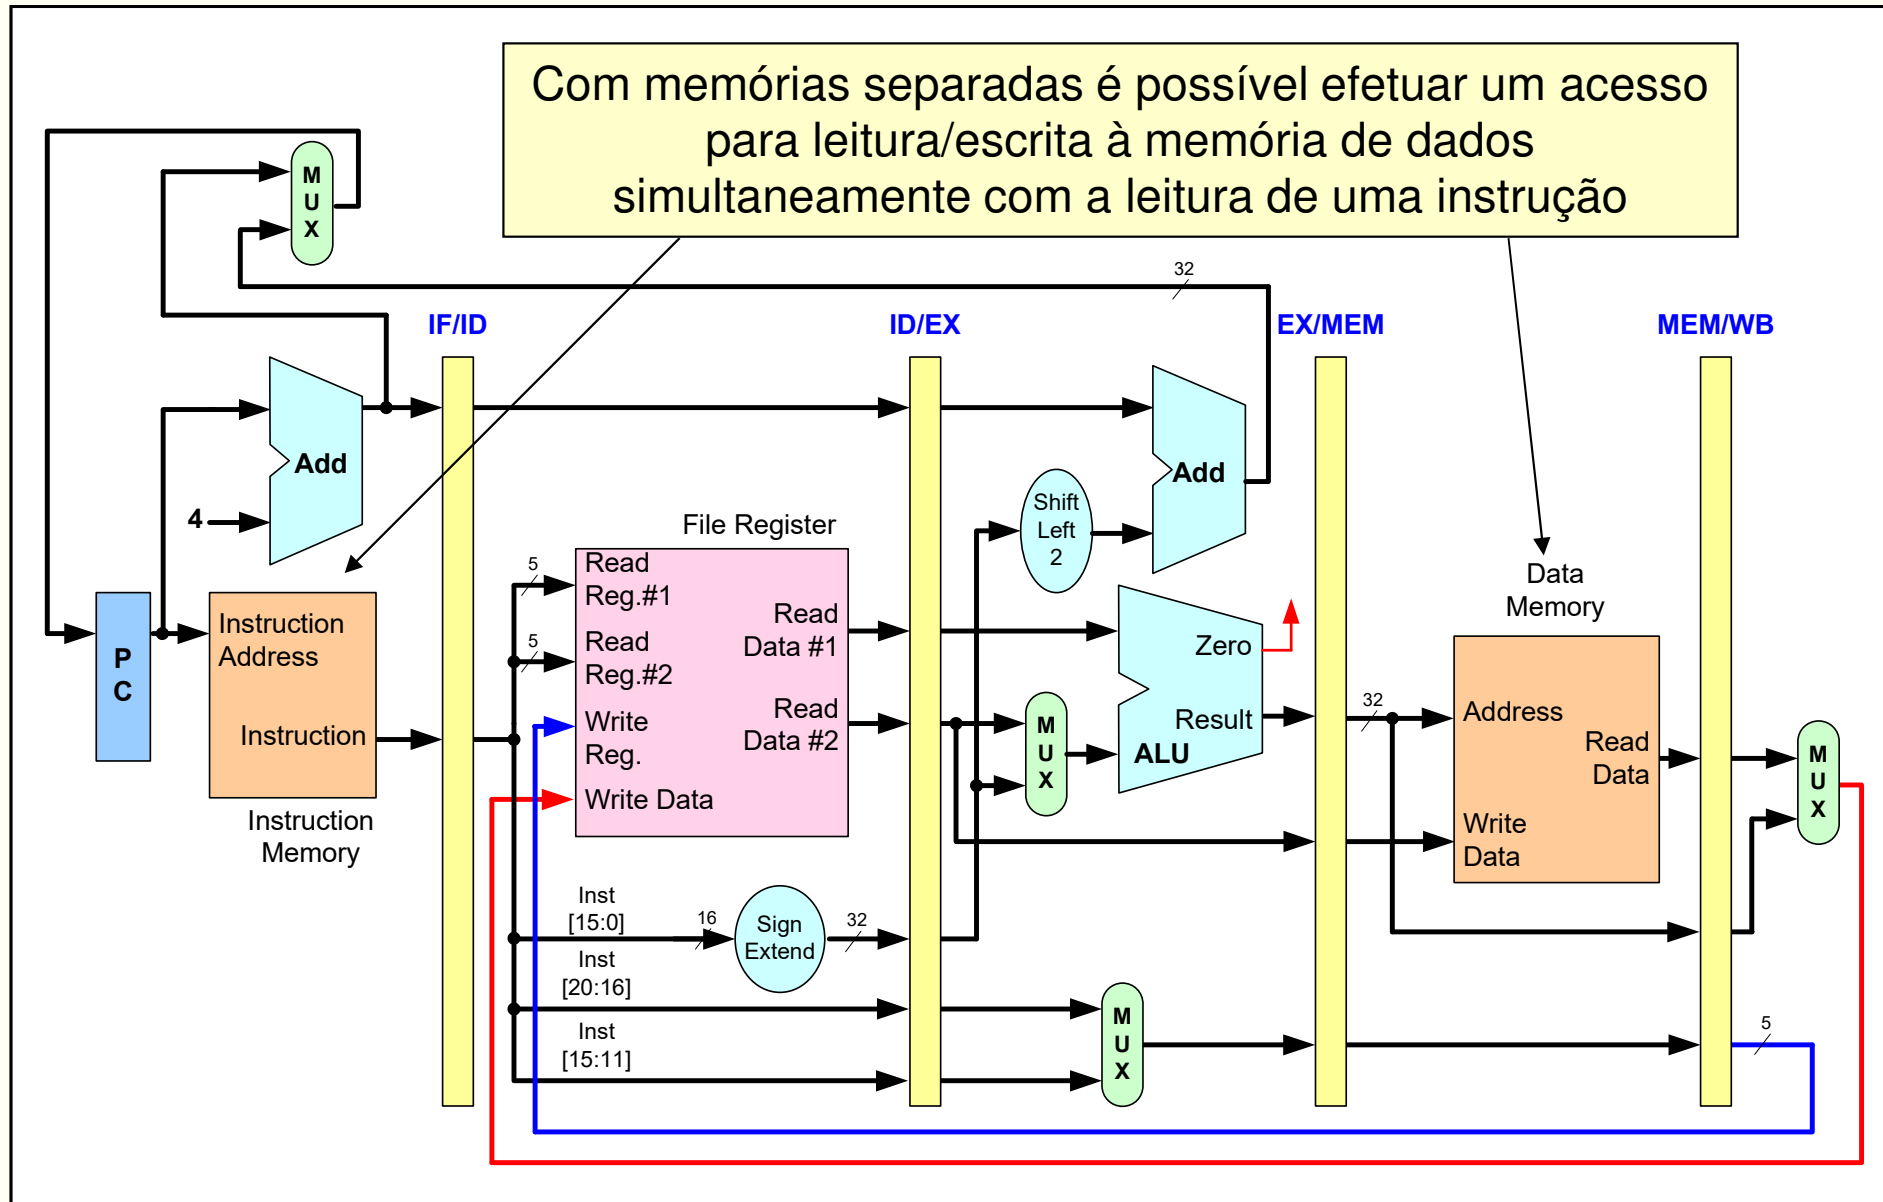 Com memórias separadas é possível efetuar um acesso
para leitura/escrita à memória de dados
simultaneamente com a leitura de uma instrução
M
U
X
32
IF/ID
ID/EX
EX/MEM
MEM/WB
Add
4
Add
Shift
Left
2
File Register
Data
Memory
P
C
Instruction
Address
Instruction
Instruction
Memory
5
Read
Reg.#1
5
Read
Reg.#2
Write
Reg.
Write Data
Read
Data #1
Read
Data #2
M
U
X
Zero
Result
ALU
32
Address
Read
Data
Write
Data
M
U
X
Inst
[15:0]
16
Sign
Extend
32
Inst
[20:16]
Inst
[15:11]
M
U
X
5